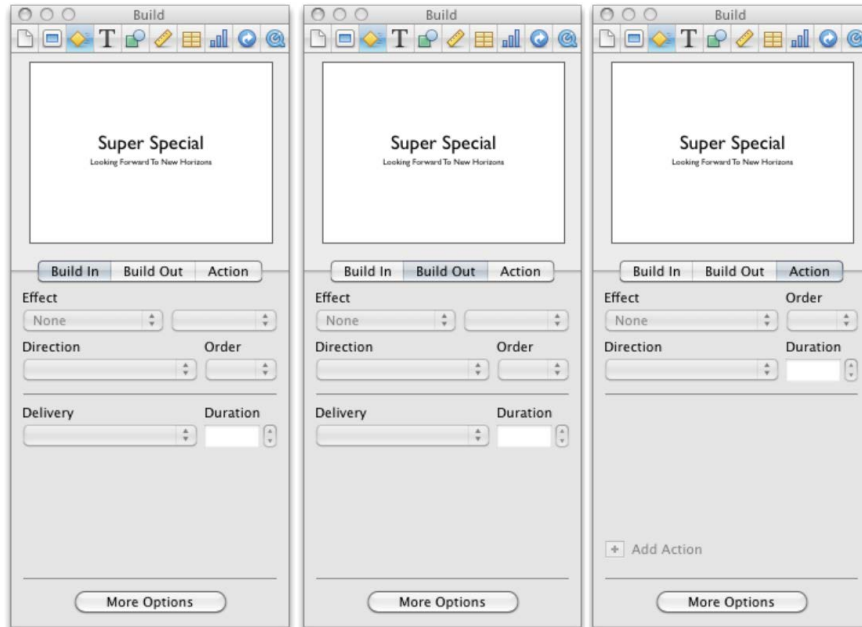 Build
Super Special
Looking Forward To New Horizons
Build In Build Out Action
Effect
None
Direction Order
Delivery Duration
More Options
Build
Super Special
Looking Forward To New Horizons
Build In Build Out Action
Effect
None
Direction Order
Delivery Duration
More Options
Build
Super Special
Looking Forward To New Horizons
Build In Build Out Action
Effect Order
None
Direction Duration
+ Add Action
More Options